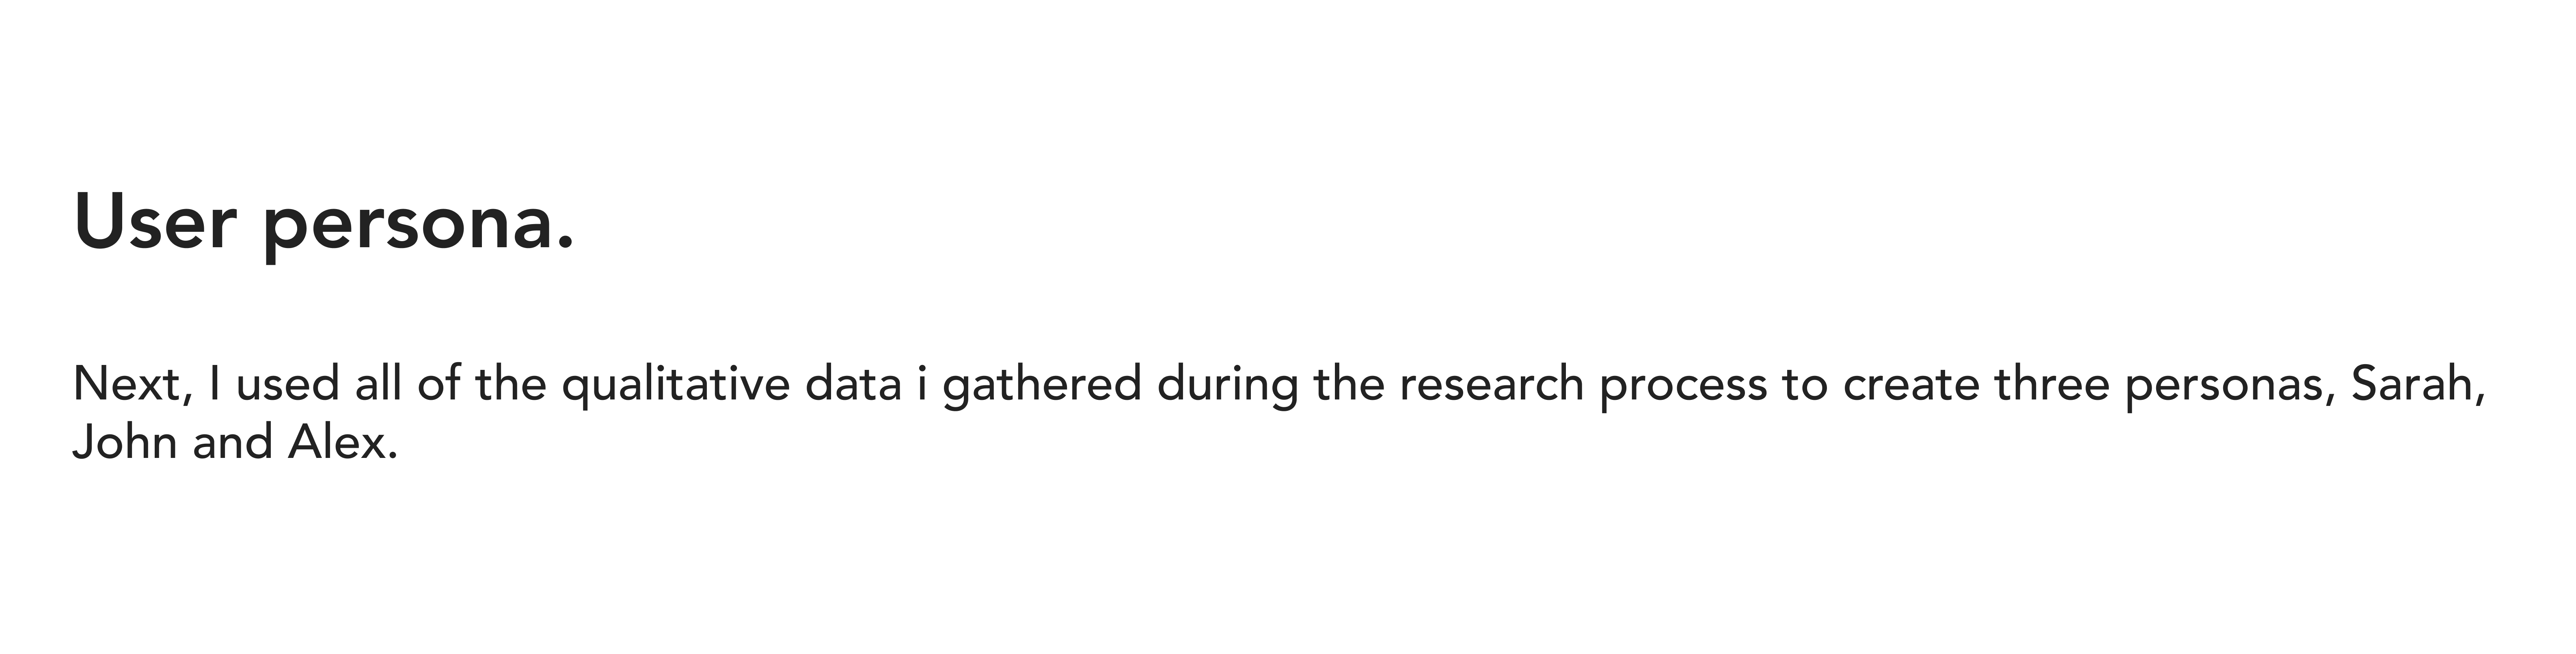 User persona.
Next, I used all of the qualitative data i gathered during the research process to create three personas, Sarah,
John and Alex.